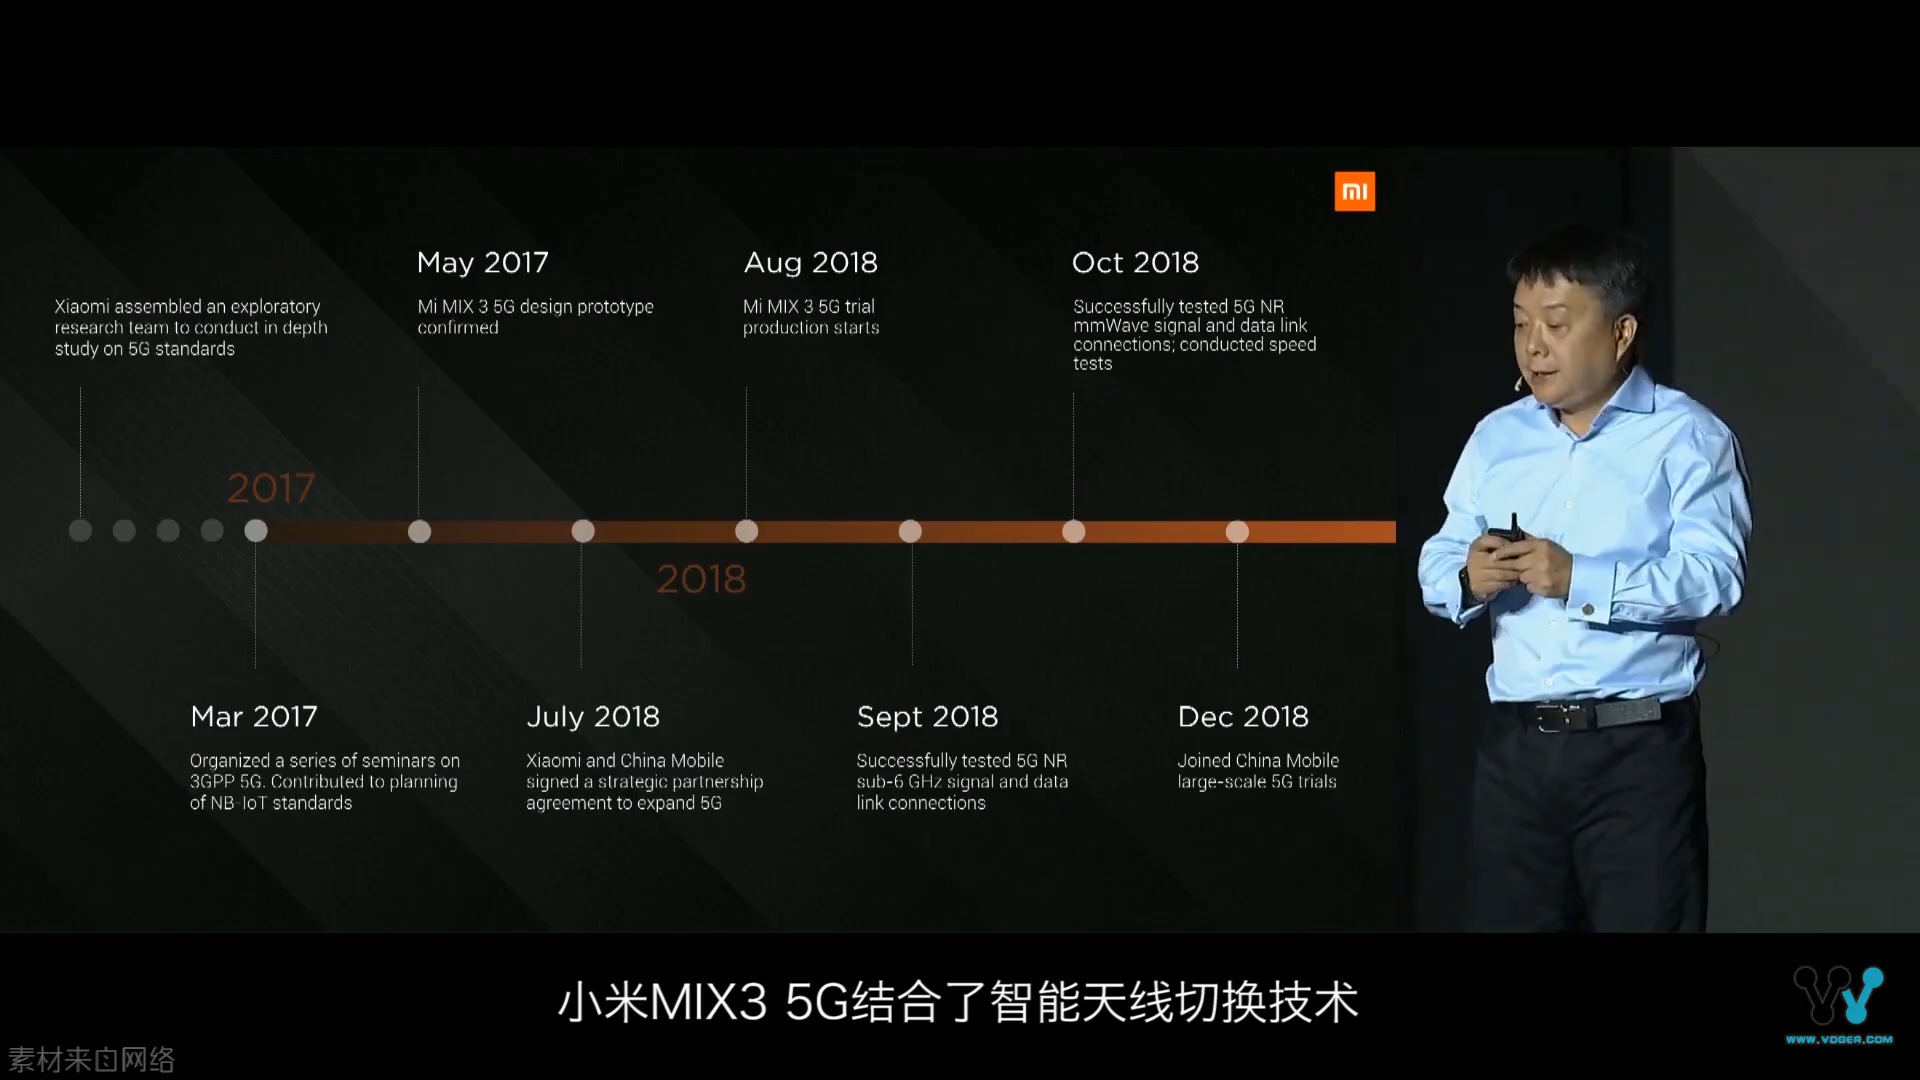 mi
May 2017
Aug 2018
Oct 2018
Xiaomi assembled an exploratory
research team to conduct in depth
study on 5G standards
Mi MIX 3 5G design prototype
confirmed
Mi MIX 3 5G trial
production starts
Successfully tested 5G NR
mmWave signal and data link
connections; conducted speed
tests
2017
2018
Mar 2017
Organized a series of seminars on
3GPP 5G. Contributed to planning
of NB-IoT standards
July 2018
Xiaomi and China Mobile
signed a strategic partnership
agreement to expand 5G
Sept 2018
Successfully tested 5G NR
sub-6 GHz signal and data
link connections
Dec 2018
Joined China Mobile
large-scale 5G trials
小米MIX3 5G结合了智能天线切换技术
WWW.VOGER.COM
素材来自网络